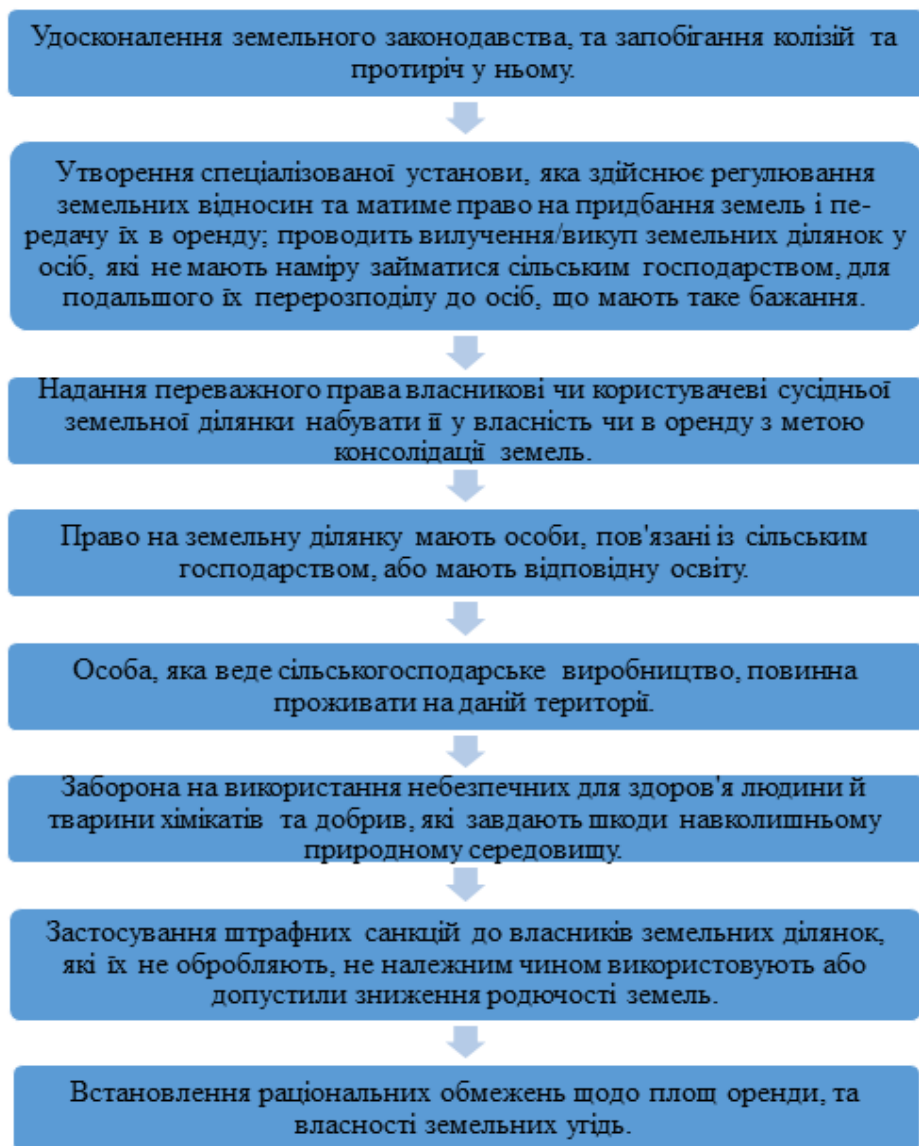 Удосконалення земельного законодавства, та запобігання колізій та
протиріч у ньому.
Утворення спеціалізованої установи, яка здійснює регулювання
земельних відносин та матиме право на придбання земель і пе-
редачу їх в оренду; проводить вилучення/викуп земельних ділянок у
осіб, які не мають наміру займатися сільським господарством, для
подальшого їх перерозподілу до осіб, що мають таке бажання.
Надання переважного права власникові чи користувачеві сусідньої
земельної ділянки набувати її у власність чи в оренду з метою
консолідації земель.
Право на земельну ділянку мають особи, пов'язані із сільським
господарством, або мають відповідну освіту.
Особа, яка веде сільськогосподарське виробництво, повинна
проживати на даній території.
Заборона на використання небезпечних для здоров'я людини й
тварини хімікатів та добрив, які завдають шкоди навколишньому
природному середовищу.
Застосування штрафних санкцій до власників земельних ділянок,
які їх не обробляють, не належним чином використовують або
допустили зниження родючості земель.
Встановлення раціональних обмежень щодо площ оренди, та
власності земельних угідь.